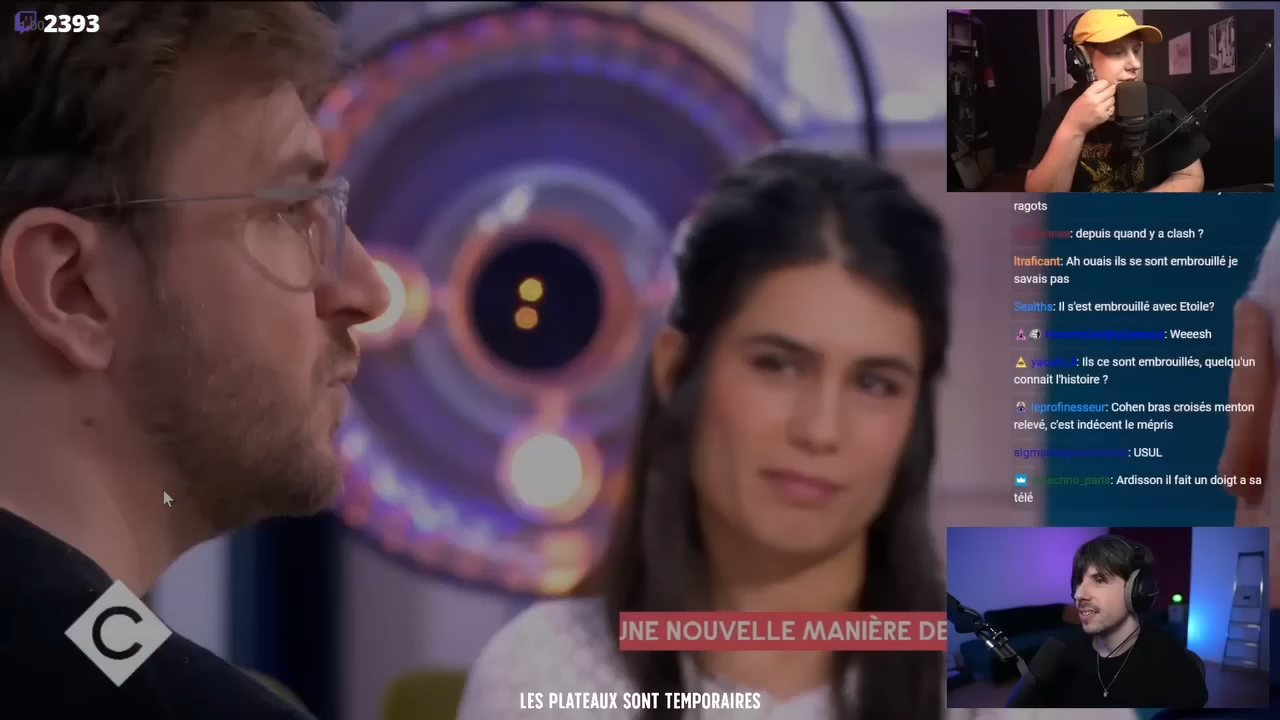 2393
ragots
: depuis quand y a clash ?
ltraficant: Ah ouais ils se sont embrouillé je
savais pas
Sealths: Il s'est embrouillé avec Etoile?
: Weeesh
: Ils ce sont embrouillés, quelqu'un
connait l'histoire ?
leprofinesseur: Cohen bras croisés menton
relevé, c'est indécent le mépris
: USUL
: Ardisson il fait un doigt a sa
télé
C
UNE NOUVELLE MANIÈRE DE
LES PLATEAUX SONT TEMPORAIRES